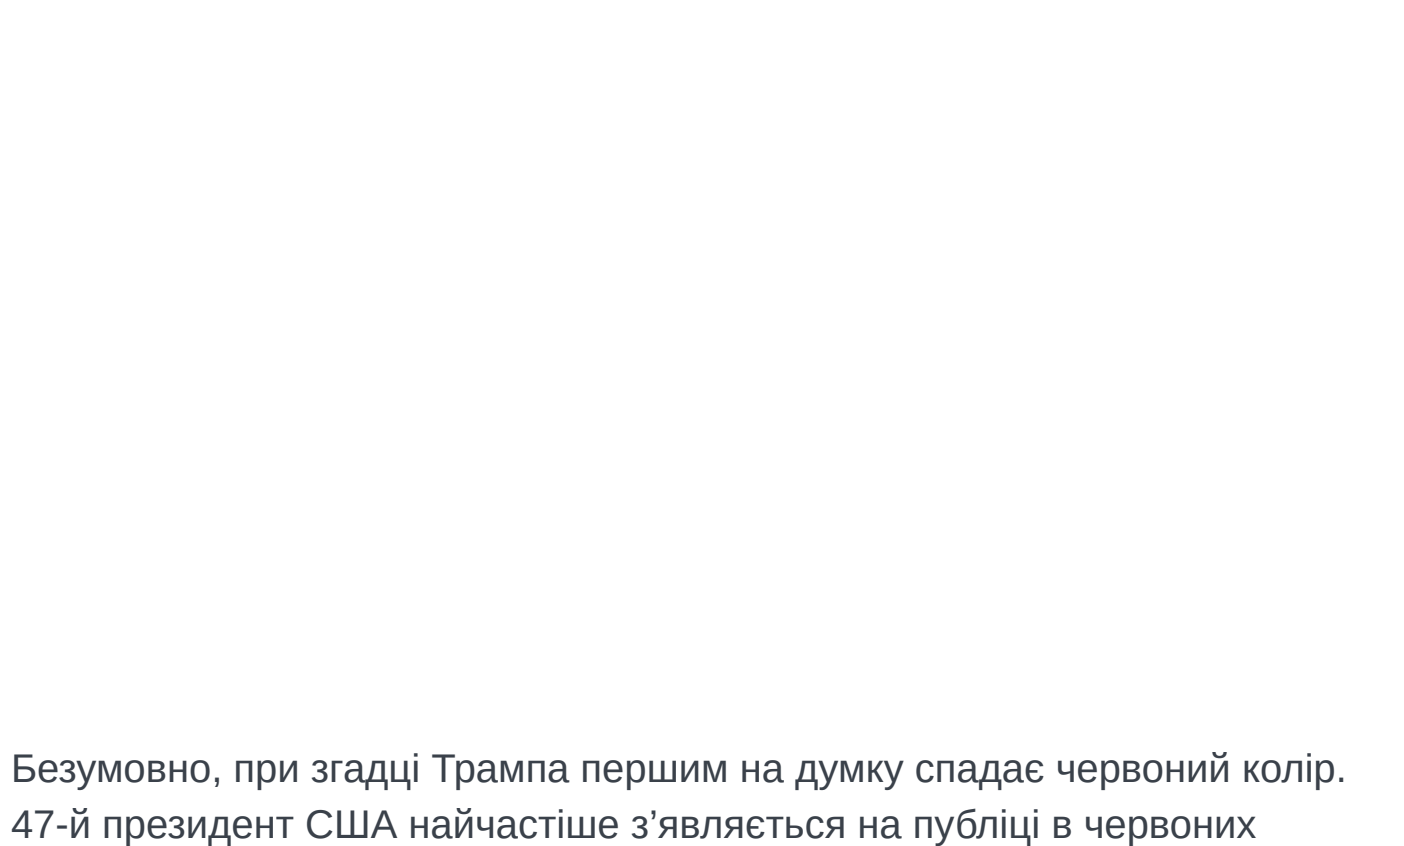 Безумовно, при згадці Трампа першим на думку спадає червоний колір.
47-й президент США найчастіше з’являється на публіці в червоних